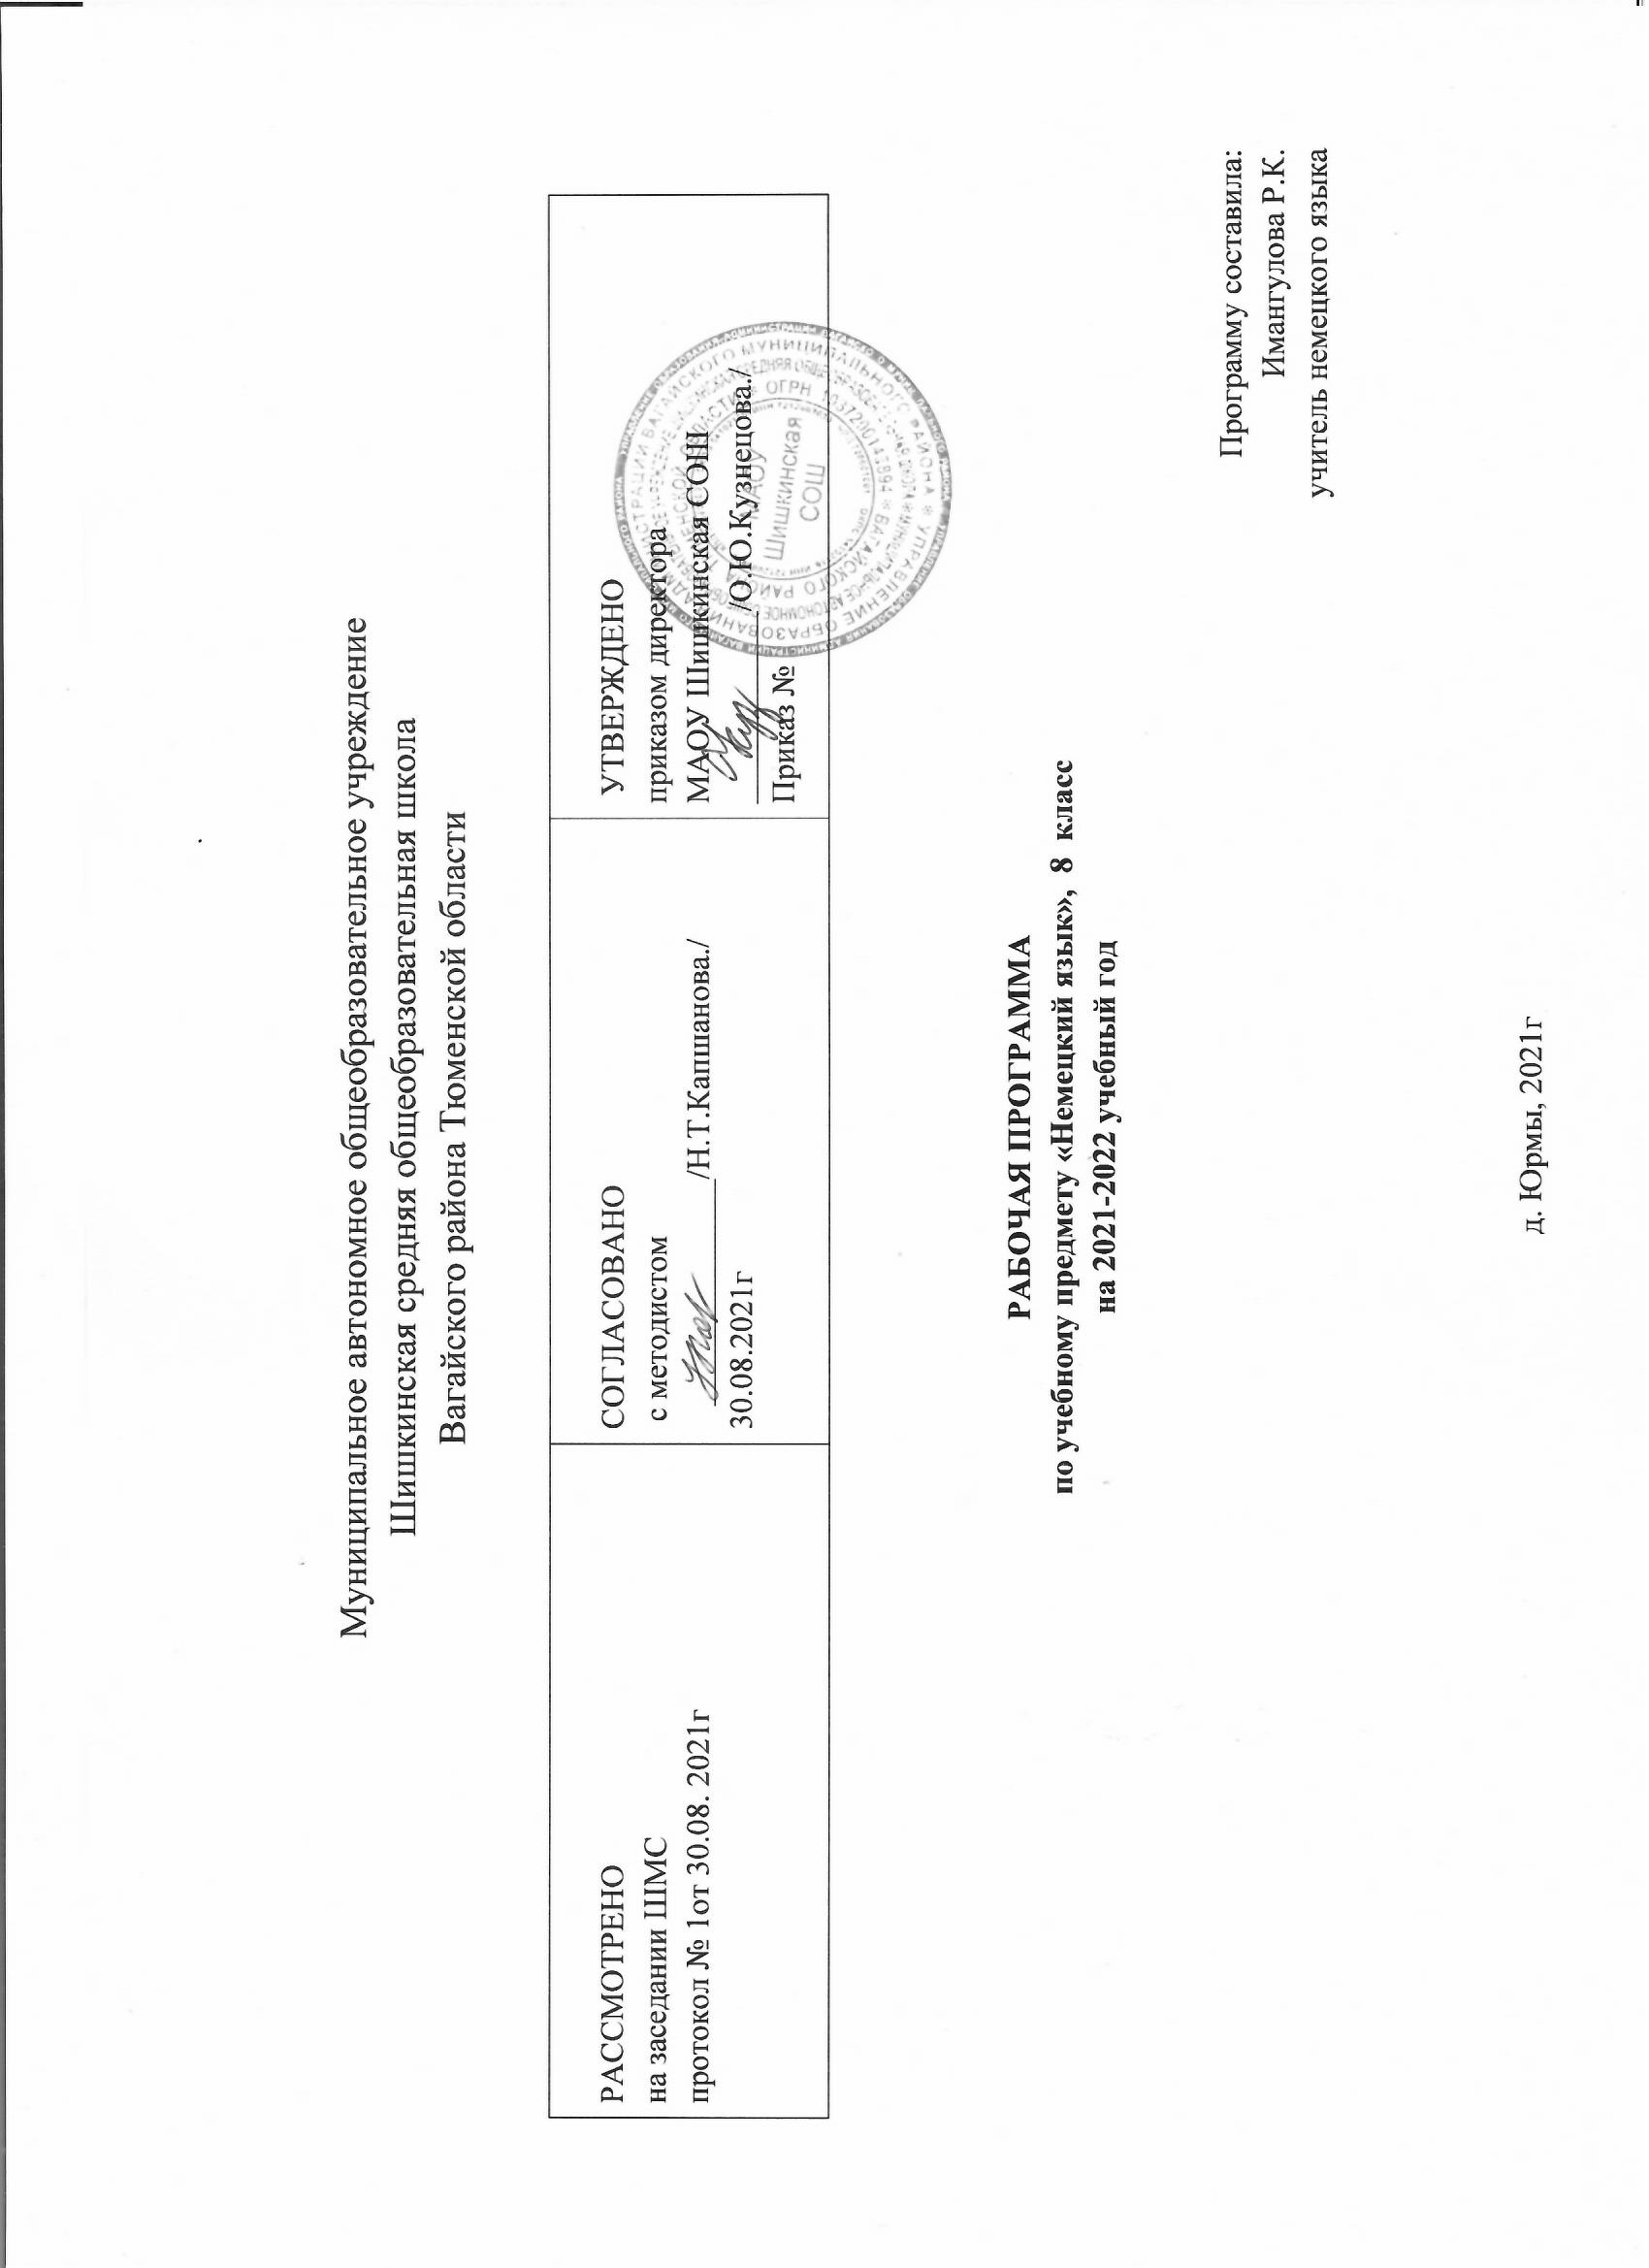 Муниципальное автономное общеобразовательное учреждение
Шишкинская средняя общеобразовательная школа
Вагайского района Тюменской области
РАССМОТРЕНО
на заседании ШМС
протокол № 1от 30.08. 2021г
СОГЛАСОВАНО
с методистом
/Н.Т.Капшанова./
30.08.2021г
УТВЕРЖДЕНО
приказом директора
МАОУ Шишкинская СОШ
/О.Ю.Кузнецова./
Приказ №
МАОУ
Шишкинская
СОШ
РАБОЧАЯ ПРОГРАММА
по учебному предмету «Немецкий язык», 8 класс
на 2021-2022 учебный год
Программу составила:
Имангулова Р.К.
учитель немецкого языка
д. Юрмы, 2021г